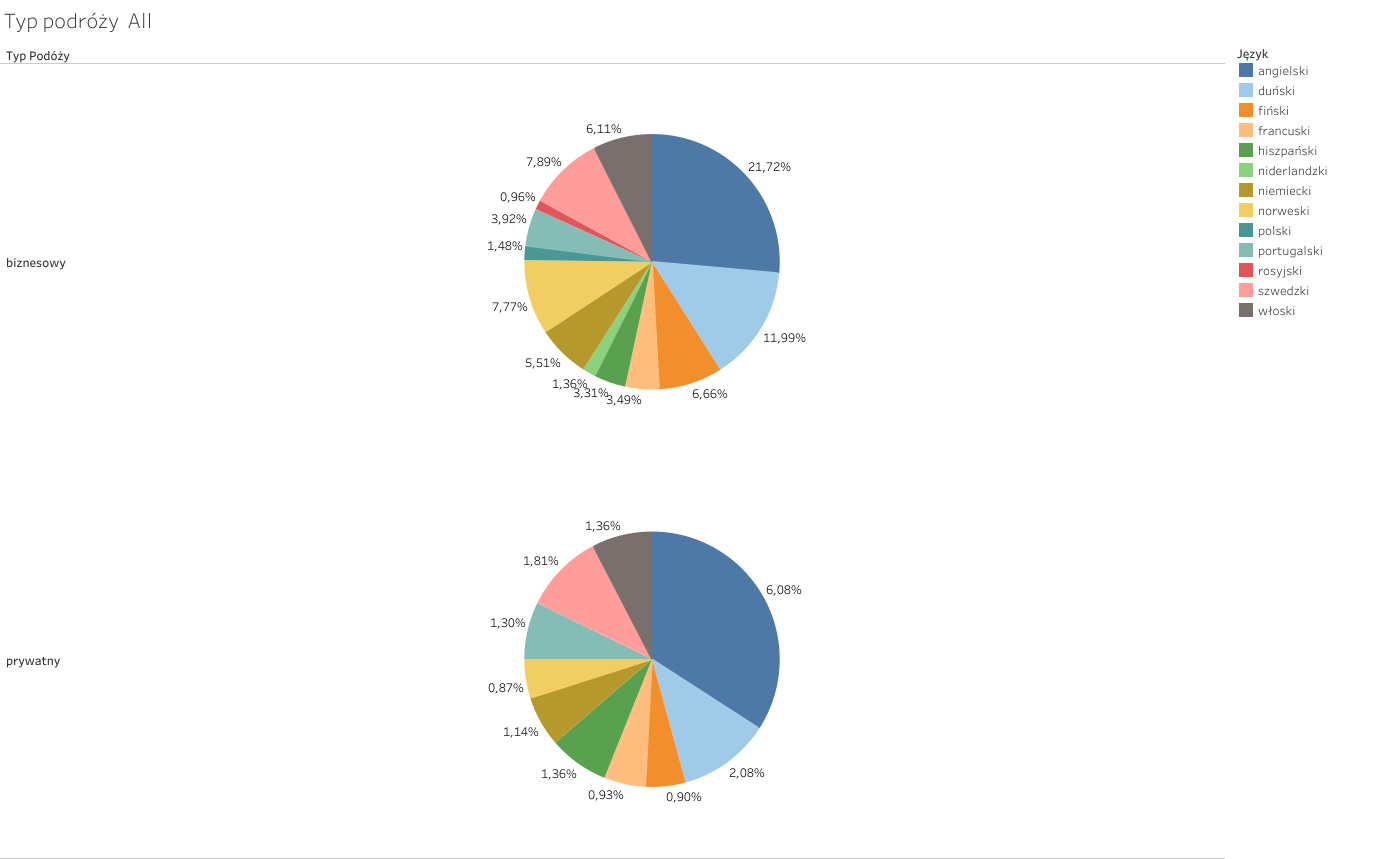 Typ podróży  All
Typ Podóży
Język
angielski
duński
fiński
francuski
hiszpański
niderlandzki
niemiecki
norweski
polski
portugalski
rosyjski
szwedzki
włoski
biznesowy
6,11%
21,72%
7,89%
0,96%
3,92%
1,48%
7,77%
11,99%
5,51%
1,36%
3,31%
3,49%
6,66%
prywatny
1,36%
6,08%
1,81%
1,30%
0,87%
1,14%
2,08%
1,36%
0,93%
0,90%